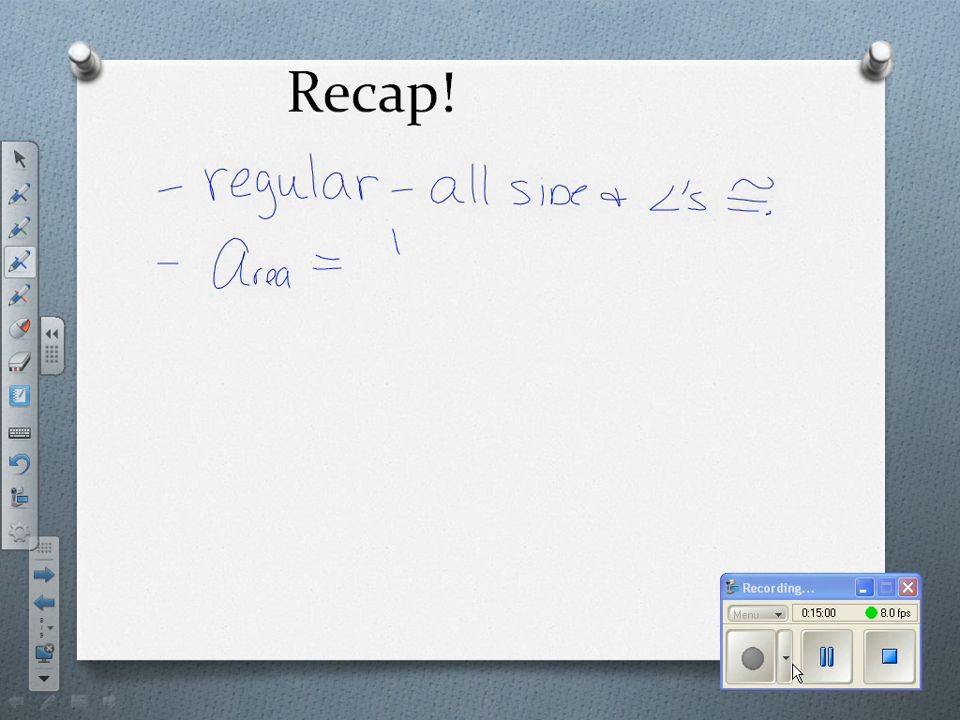 Recap!
- regular - all side + ∠'s ≅.
- Area = \
Recording...
Menu
0:15:00
8.0 fps